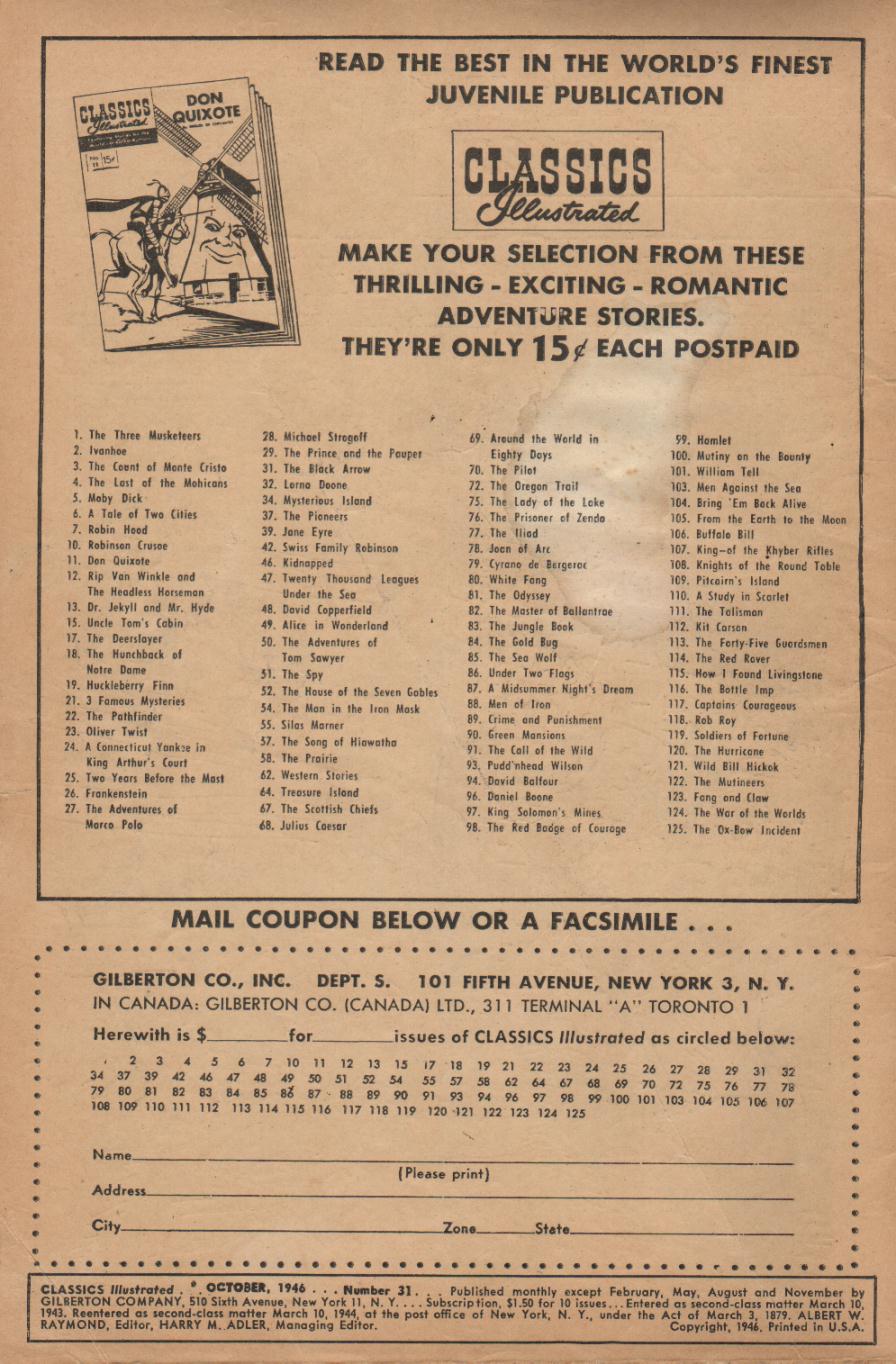 READ THE BEST IN THE WORLD'S FINEST
JUVENILE PUBLICATION
CLASSICS
Illustrated
DON
QUIXOTE
15¢
CLASSICS
Illustrated
MAKE YOUR SELECTION FROM THESE
THRILLING - EXCITING - ROMANTIC
ADVENTURE STORIES.
THEY'RE ONLY 15¢ EACH POSTPAID
1. The Three Musketeers
2. Ivanhoe
3. The Count of Monte Cristo
4. The Last of the Mohicans
5. Moby Dick
6. A Tale of Two Cities
7. Robin Hood
10. Robinson Crusoe
11. Don Quixote
12. Rip Van Winkle and
The Headless Horseman
13. Dr. Jekyll and Mr. Hyde
15. Uncle Tom's Cabin
17. The Deerslayer
18. The Hunchback of
Notre Dame
19. Huckleberry Finn
21. 3 Famous Mysteries
22. The Pathfinder
23. Oliver Twist
24. A Connecticut Yankee in
King Arthur's Court
25. Two Years Before the Mast
26. Frankenstein
27. The Adventures of
Marco Polo
28. Michael Strogoff
29. The Prince and the Pauper
31. The Black Arrow
32. Lorna Doone
34. Mysterious Island
37. The Pioneers
39. Jane Eyre
42. Swiss Family Robinson
46. Kidnapped
47. Twenty Thousand Leagues
Under the Sea
48. David Copperfield
49. Alice in Wonderland
50. The Adventures of
Tom Sawyer
51. The Spy
52. The House of the Seven Gables
54. The Man in the Iron Mask
55. Silas Marner
57. The Song of Hiawatha
58. The Prairie
62. Western Stories
64. Treasure Island
67. The Scottish Chiefs
68. Julius Caesar
69. Around the World in
Eighty Days
70. The Pilot
72. The Oregon Trail
75. The Lady of the Lake
76. The Prisoner of Zenda
77. The Iliad
78. Joan of Arc
79. Cyrano de Bergerac
80. White Fang
81. The Odyssey
82. The Master of Ballantrae
83. The Jungle Book
84. The Gold Bug
85. The Sea Wolf
86. Under Two Flags
87. A Midsummer Night's Dream
88. Men of Iron
89. Crime and Punishment
90. Green Mansions
91. The Call of the Wild
93. Pudd'nhead Wilson
94. David Balfour
96. Daniel Boone
97. King Solomon's Mines
98. The Red Badge of Courage
99. Hamlet
100. Mutiny on the Bounty
101. William Tell
103. Men Against the Sea
104. Bring 'Em Back Alive
105. From the Earth to the Moon
106. Buffalo Bill
107. King—of the Khyber Rifles
108. Knights of the Round Table
109. Pitcairn's Island
110. A Study in Scarlet
111. The Talisman
112. Kit Carson
113. The Forty-Five Guardsmen
114. The Red Rover
115. How I Found Livingstone
116. The Bottle Imp
117. Captains Courageous
118. Rob Roy
119. Soldiers of Fortune
120. The Hurricane
121. Wild Bill Hickok
122. The Mutineers
123. Fang and Claw
124. The War of the Worlds
125. The Ox-Bow Incident
MAIL COUPON BELOW OR A FACSIMILE . . .
GILBERTON CO., INC. DEPT. S. 101 FIFTH AVENUE, NEW YORK 3, N. Y.
IN CANADA: GILBERTON CO. (CANADA) LTD., 311 TERMINAL "A" TORONTO 1
Herewith is $________for________issues of CLASSICS Illustrated as circled below:
2 3 4 5 6 7 10 11 12 13 15 17 18 19 21 22 23 24 25 26 27 28 29 31 32
34 37 39 42 46 47 48 49 50 51 52 54 55 57 58 62 64 67 68 69 70 72 75 76 77 78
79 80 81 82 83 84 85 86 87 88 89 90 91 93 94 96 97 98 99 100 101 103 104 105 106 107
108 109 110 111 112 113 114 115 116 117 118 119 120 121 122 123 124 125
Name
(Please print)
Address
City Zone State
CLASSICS Illustrated . . OCTOBER, 1946 . . . Number 31. . . Published monthly except February, May, August and November by
GILBERTON COMPANY, 510 Sixth Avenue, New York 11, N. Y. . . . Subscription, $1.50 for 10 issues . . . Entered as second-class matter March 10,
1943. Reentered as second-class matter March 10, 1944, at the post office of New York, N. Y., under the Act of March 3, 1879. ALBERT W.
RAYMOND, Editor, HARRY M. ADLER, Managing Editor. Copyright, 1946. Printed in U.S.A.